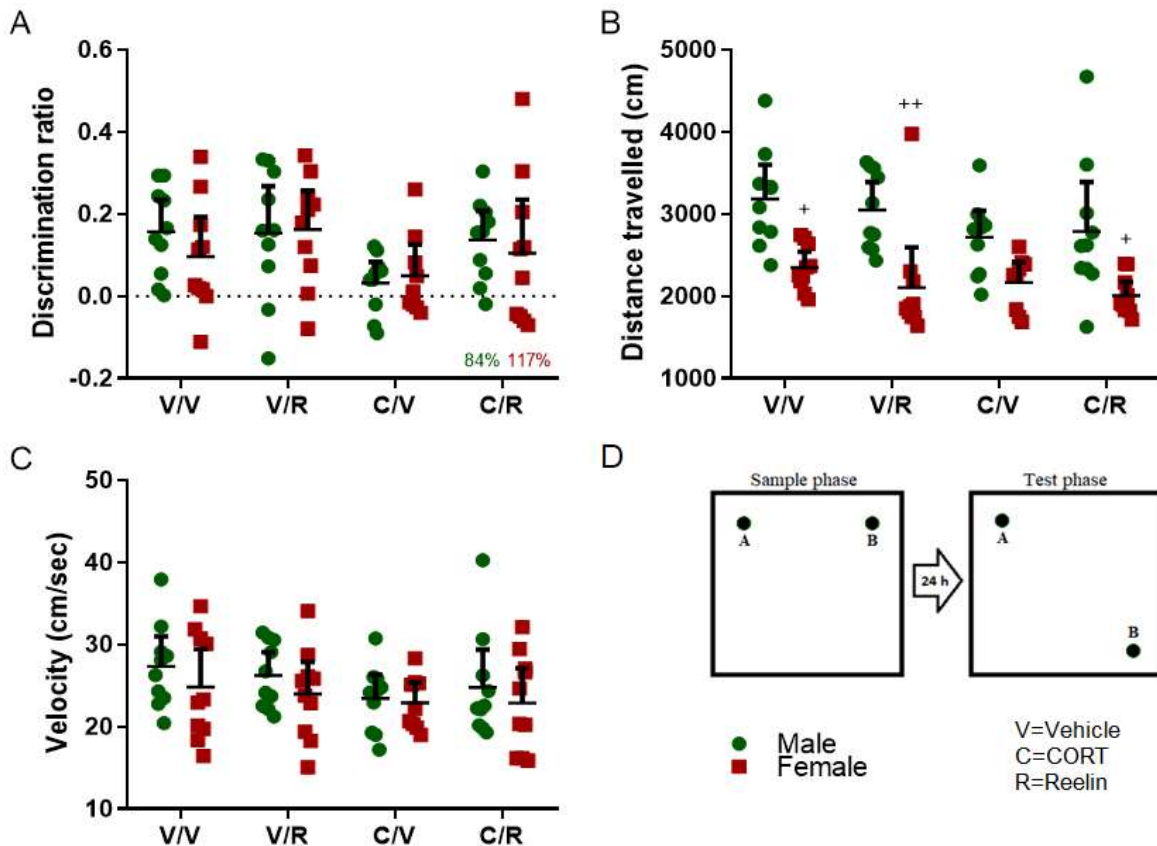 A
Discrimination ratio
0.6
0.4
0.2
0.0
-0.2
84% 117%
V/V V/R C/V C/R
B
Distance travelled (cm)
5000
4000
3000
2000
1000
+
++
+
V/V V/R C/V C/R
C
Velocity (cm/sec)
50
40
30
20
10
V/V V/R C/V C/R
D
Sample phase
A B
24 h
Test phase
A
B
Male
Female
V=Vehicle
C=CORT
R=Reelin